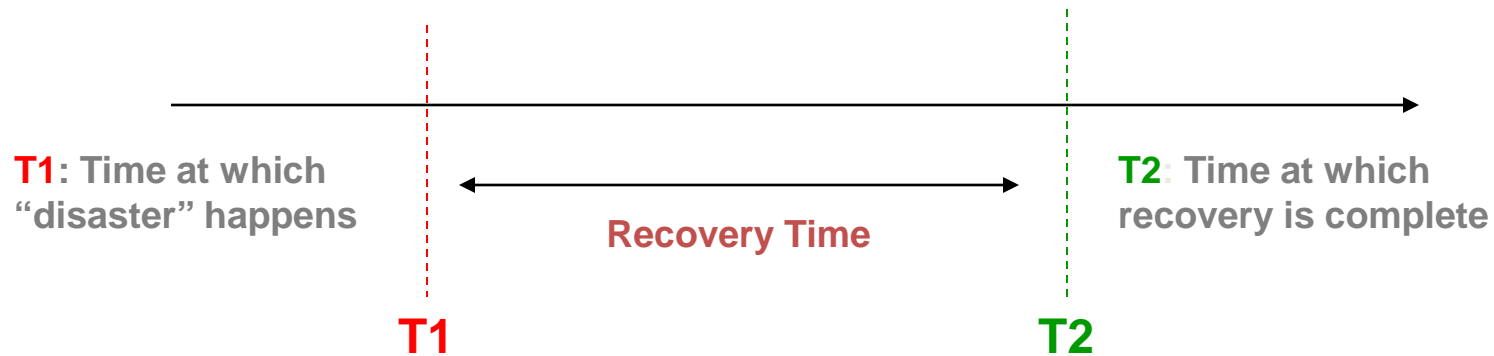 T1: Time at which
“disaster” happens
Recovery Time
T2: Time at which
recovery is complete
T1
T2